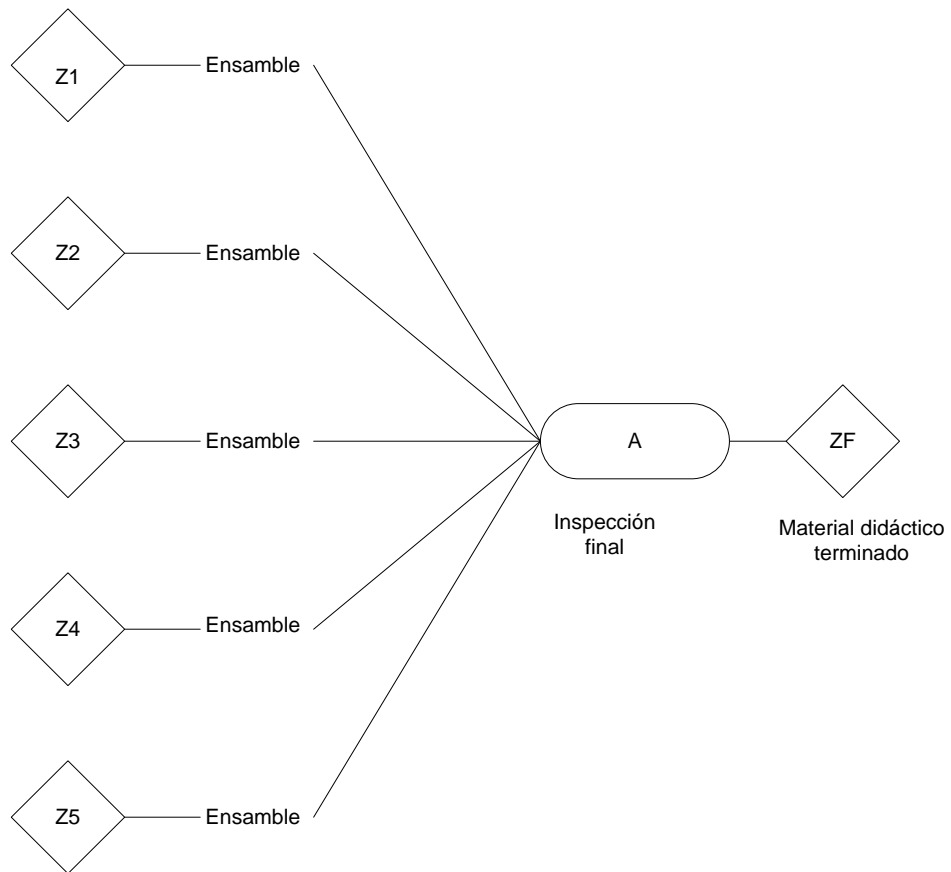 Z1
Ensamble
Z2
Ensamble
Z3
Ensamble
A
ZF
Inspección
final
Material didáctico
terminado
Z4
Ensamble
Z5
Ensamble